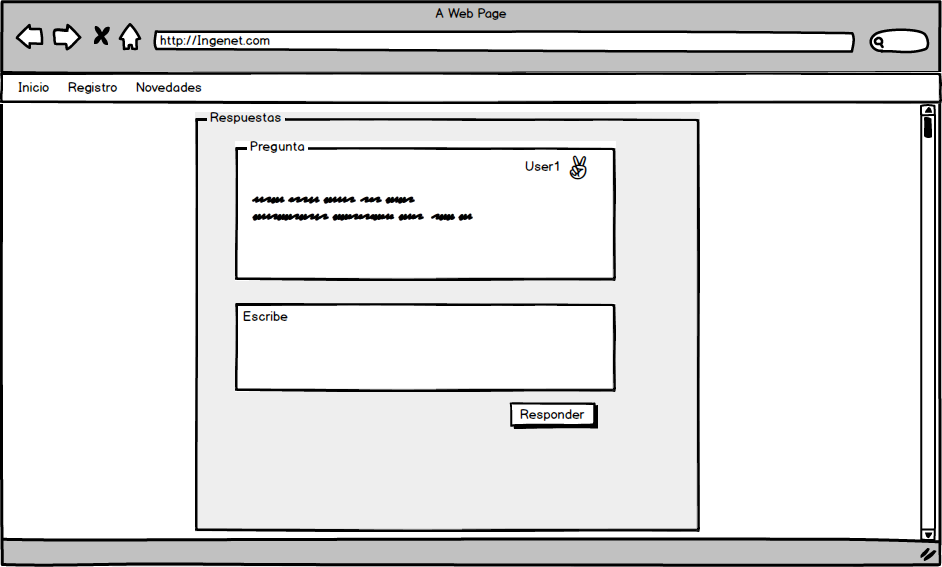 A Web Page
http://Ingenet.com
Inicio Registro Novedades
Respuestas
Pregunta
User1
Escribe
Responder